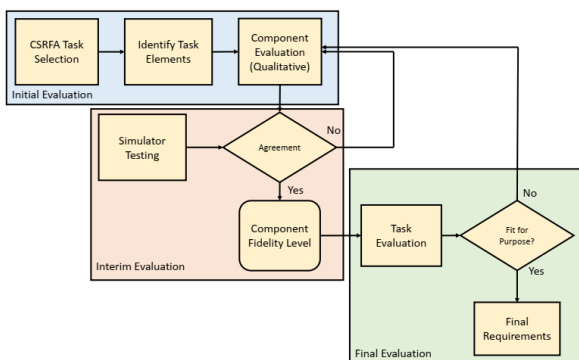 CSRFA Task
Selection
Identify Task
Elements
Component
Evaluation
(Qualitative)
Initial Evaluation
Simulator
Testing
Agreement
No
Yes
Component
Fidelity Level
Interim Evaluation
Task
Evaluation
Fit for
Purpose?
No
Yes
Final
Requirements
Final Evaluation